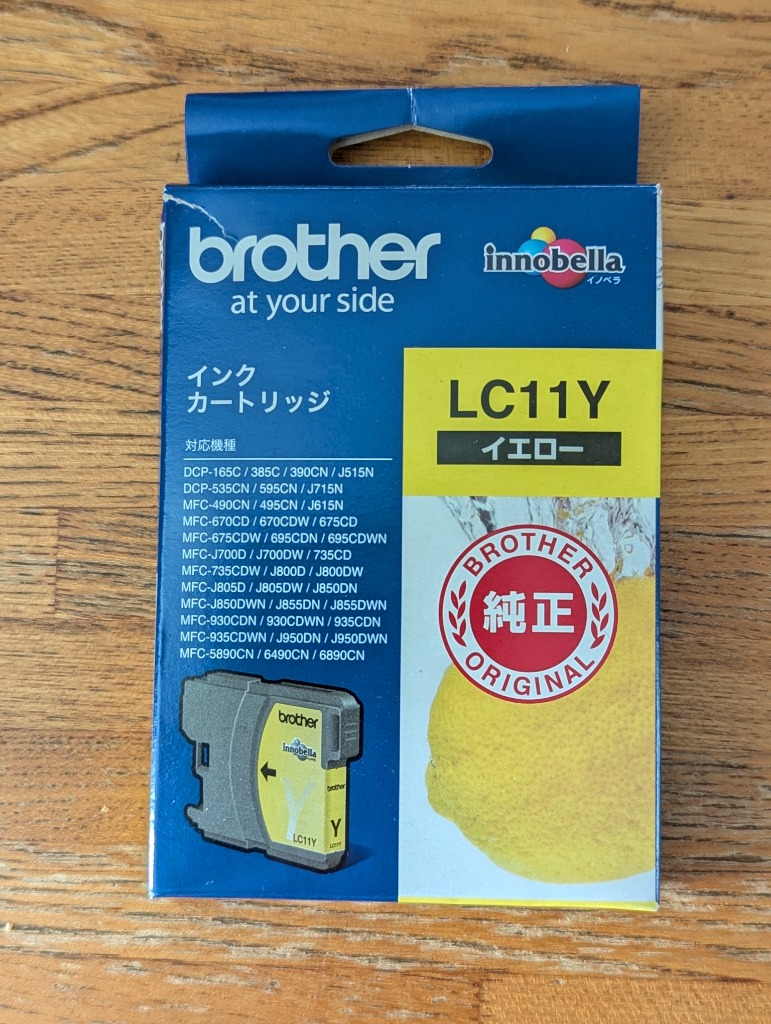 brother
at your side
innobella
イノベラ
インク
カートリッジ
LC11Y
イエロー
対応機種
DCP-165C / 385C / 390CN / J515N
DCP-535CN / 595CN / J715N
MFC-490CN / 495CN / J615N
MFC-670CD / 670CDW / 675CD
MFC-675CDW / 695CDN / 695CDWN
MFC-J700D / J700DW / 735CD
MFC-735CDW / J800D / J800DW
MFC-J805D / J805DW / J850DN
MFC-J850DWN / J855DN / J855DWN
MFC-930CDN / 930CDWN / 935CDN
MFC-935CDWN / J950DN / J950DWN
MFC-5890CN / 6490CN / 6890CN
BROTHER
純正
ORIGINAL
brother
innobella
Y
LC11Y
brother
Y
LC11Y